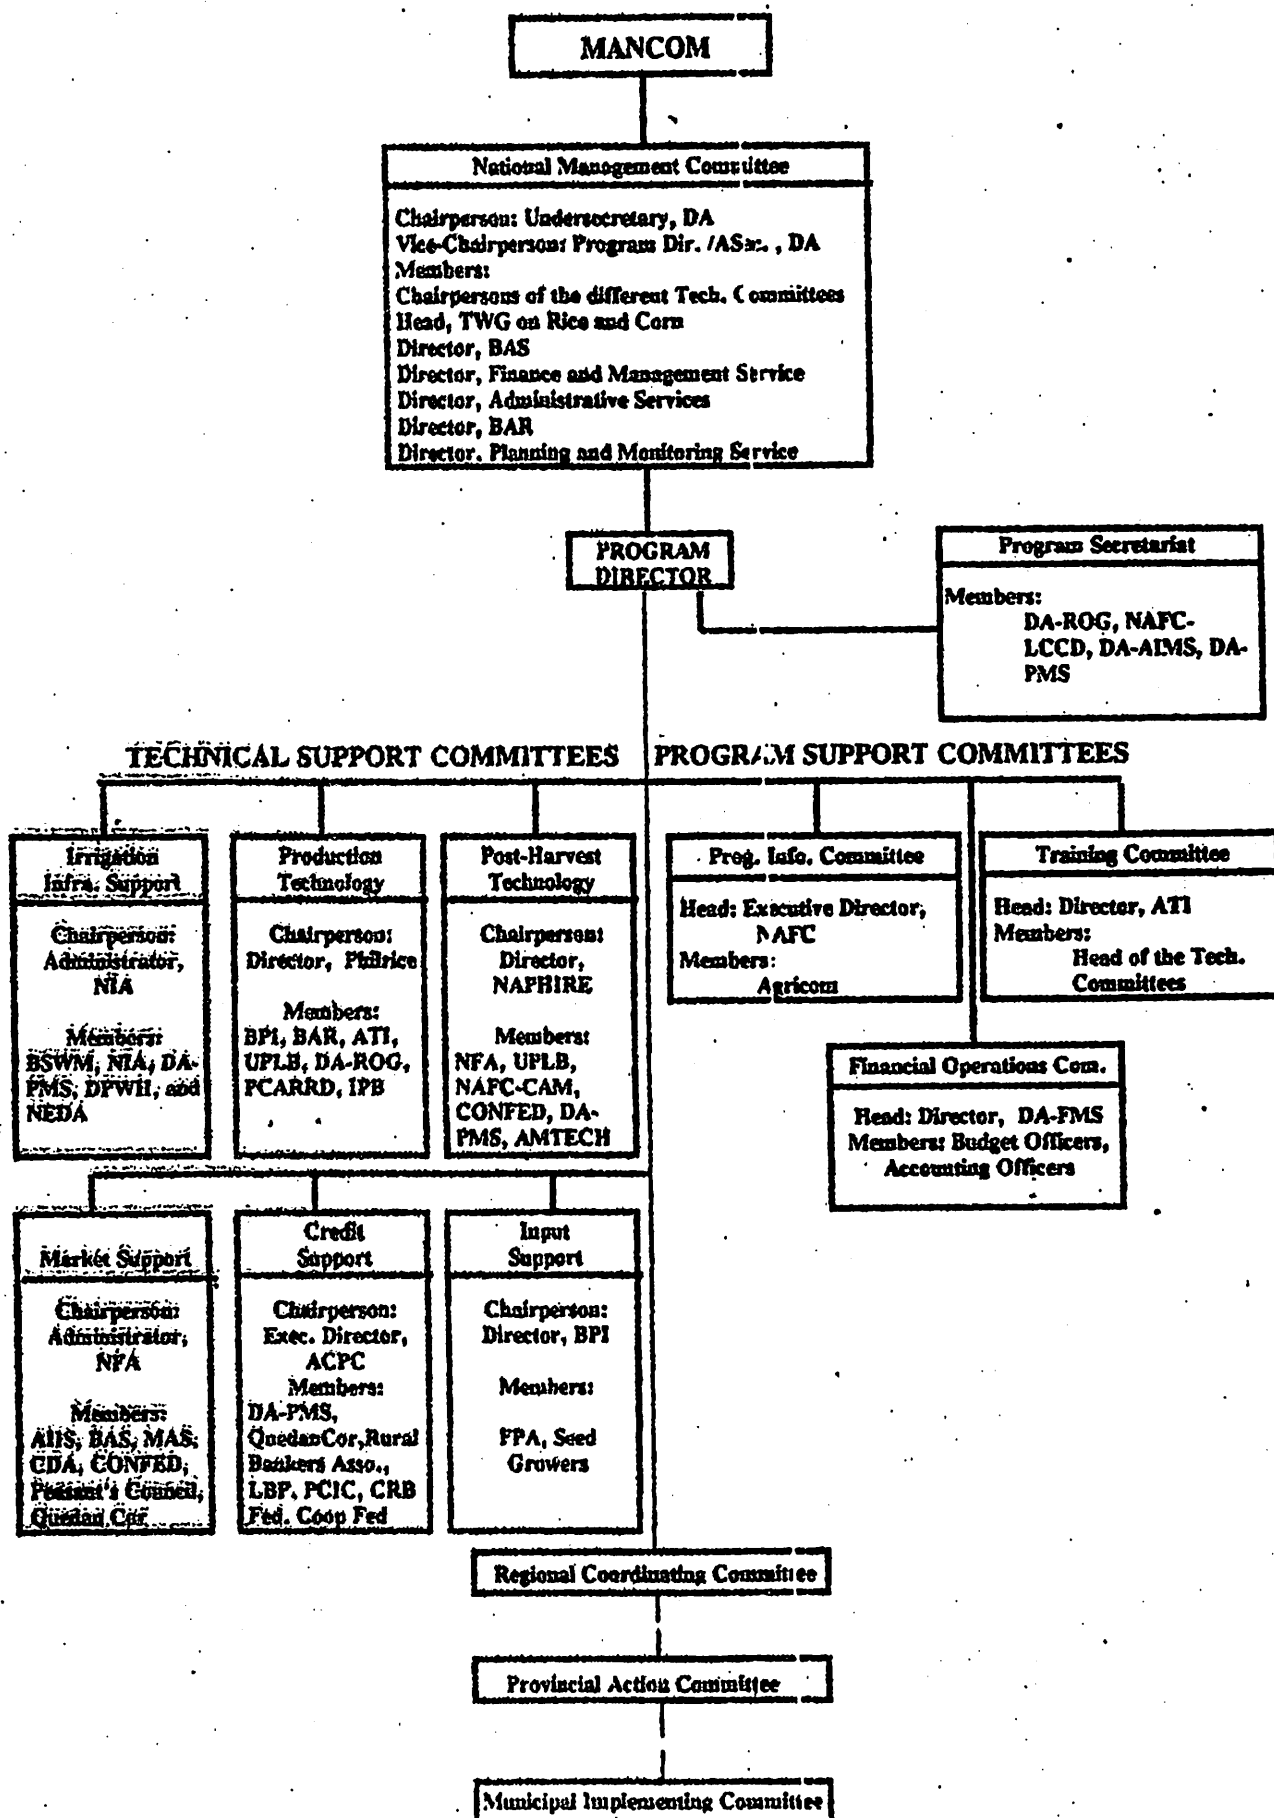 MANCOM
National Management Committee
Chairperson: Undersecretary, DA
Vice-Chairperson: Program Dir. /ASec., DA
Members:
Chairpersons of the different Tech. Committees
Head, TWG on Rice and Corn
Director, BAS
Director, Finance and Management Service
Director, Administrative Services
Director, BAR
Director. Planning and Monitoring Service
PROGRAM
DIRECTOR
Program Secretariat
Members:
DA-ROG, NAFC-
LCCD, DA-AIMS, DA-
PMS
TECHNICAL SUPPORT COMMITTEES
PROGRAM SUPPORT COMMITTEES
Irrigation
Infra. Support
Chairperson:
Administrator,
NIA
Members:
BSWM, NIA, DA-
PMS, DPWH, and
NEDA
Production
Technology
Chairperson:
Director, Philrice
Members:
BPI, BAR, ATI,
UPLB, DA-ROG,
PCARRD, IPB
Post-Harvest
Technology
Chairperson:
Director,
NAPHIRE
Members:
NFA, UPLB,
NAFC-CAM,
CONFED, DA-
PMS, AMTECH
Prog. Info. Committee
Head: Executive Director,
NAFC
Members:
Agricom
Training Committee
Head: Director, ATI
Members:
Head of the Tech.
Committees
Financial Operations Com.
Head: Director, DA-FMS
Members: Budget Officers,
Accounting Officers
Market Support
Chairperson:
Administrator,
NFA
Members:
BAS, MAS,
CDA, CONFED,
Peasant's Council,
Quedan Cor
Credit
Support
Chairperson:
Exec. Director,
ACPC
Members:
DA-PMS,
QuedanCor,Rural
Bankers Asso.,
LBP, PCIC, CRB
Fed. Coop Fed
Input
Support
Chairperson:
Director, BPI
Members:
FPA, Seed
Growers
Regional Coordinating Committee
Provincial Action Committee
Municipal Implementing Committee